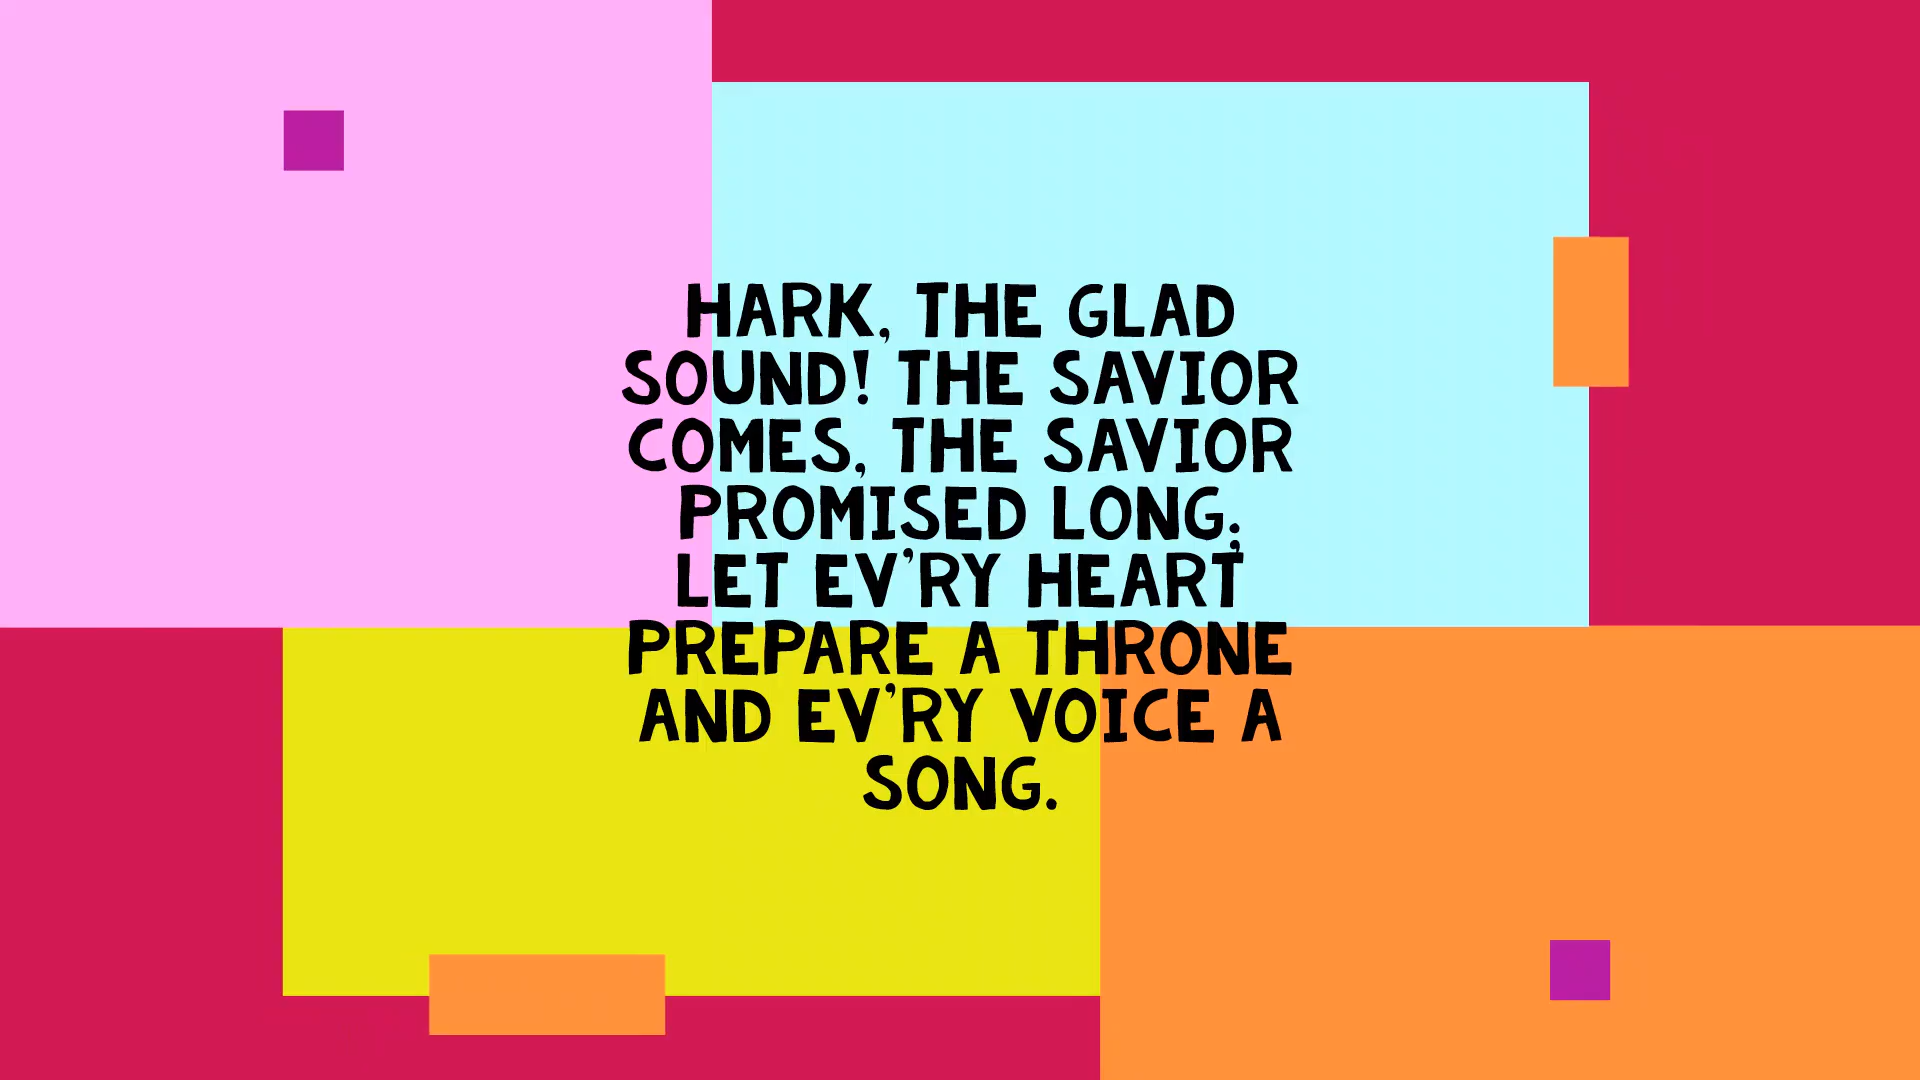 HARK, THE GLAD
SOUND! THE SAVIOR
COMES, THE SAVIOR
PROMISED LONG;
LET EV'RY HEART
PREPARE A THRONE
AND EV'RY VOICE A
SONG.